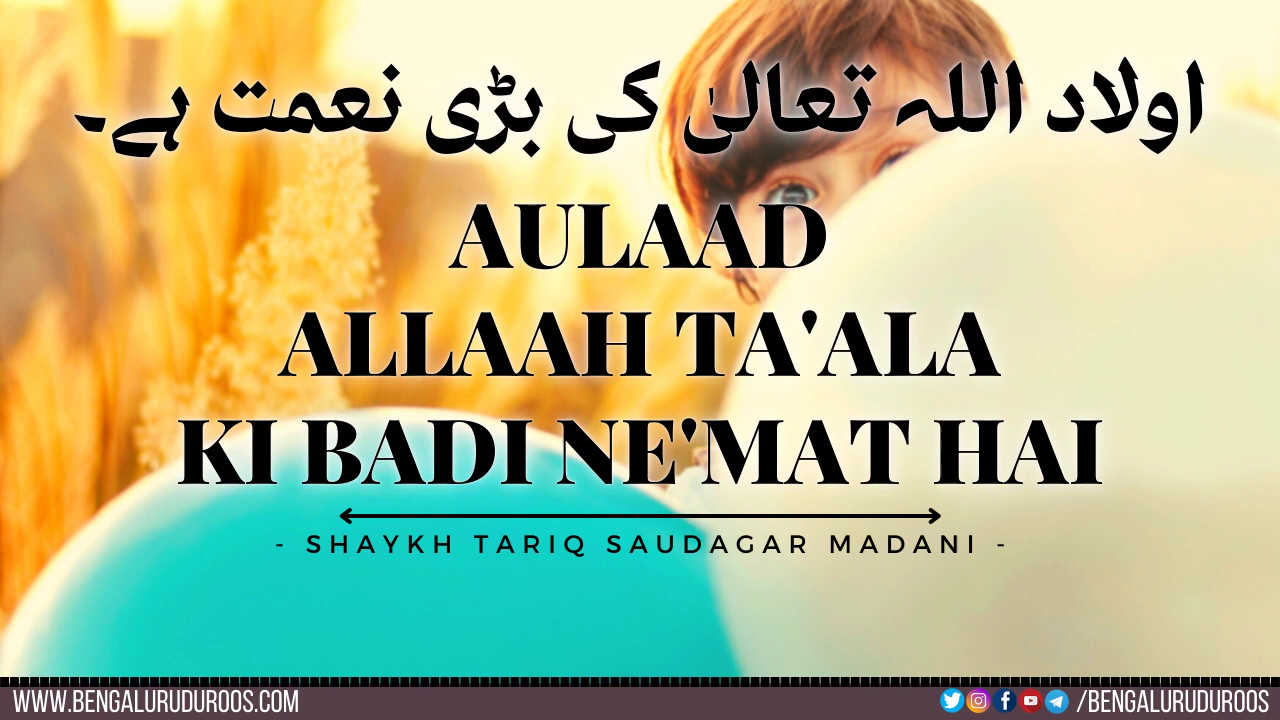 اولاد اللہ تعالیٰ کی بڑی نعمت ہے۔
AULAAD
ALLAAH TA'ALA
KI BADI NE'MAT HAI
- SHAYKH TARIQ SAUDAGAR MADANI -
WWW.BENGALURUDUROOS.COM
/BENGALURUDUROOS